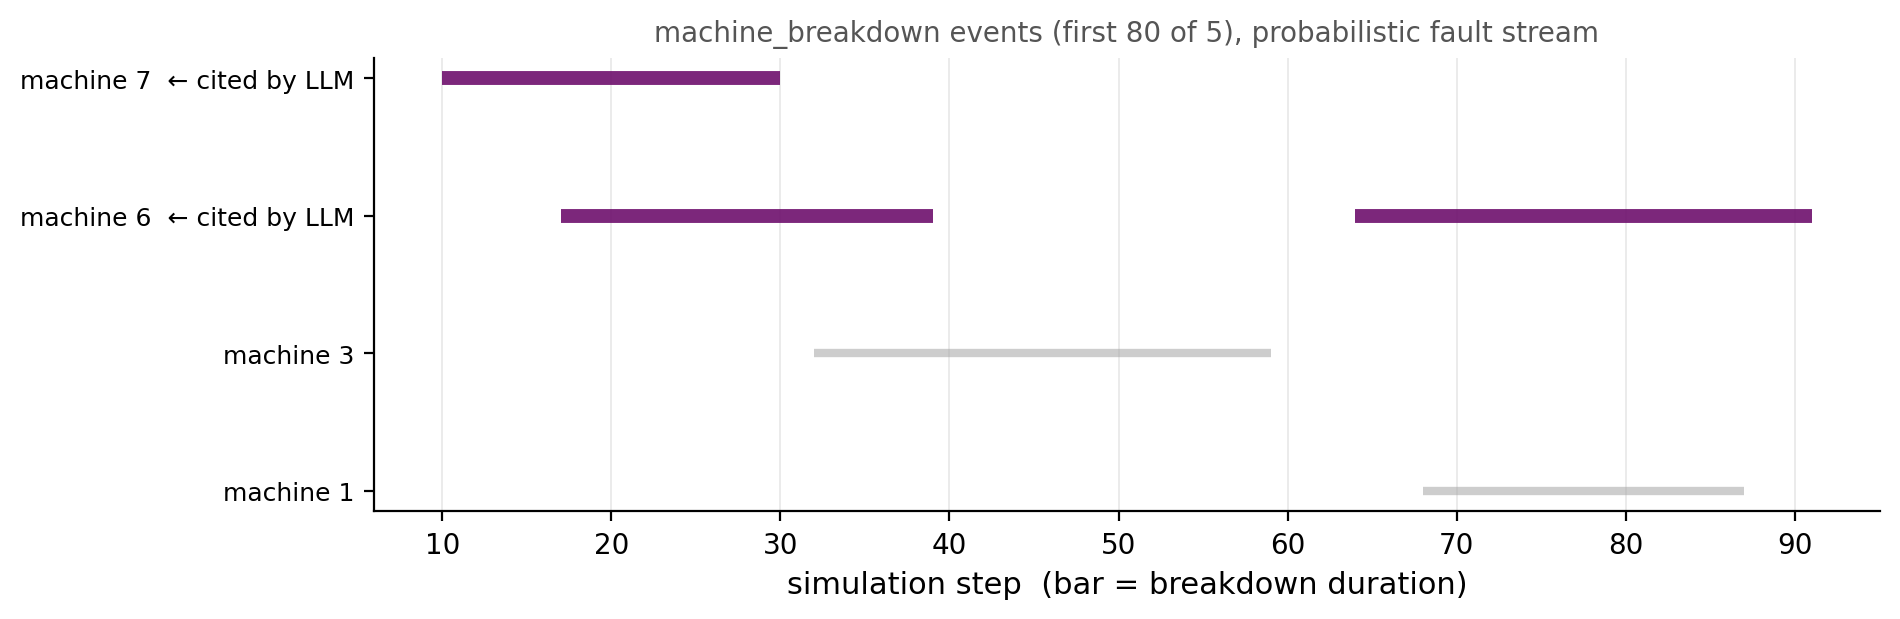 machine_breakdown events (first 80 of 5), probabilistic fault stream
machine 7 ← cited by LLM
machine 6 ← cited by LLM
machine 3
machine 1
10 20 30 40 50 60 70 80 90
simulation step (bar = breakdown duration)